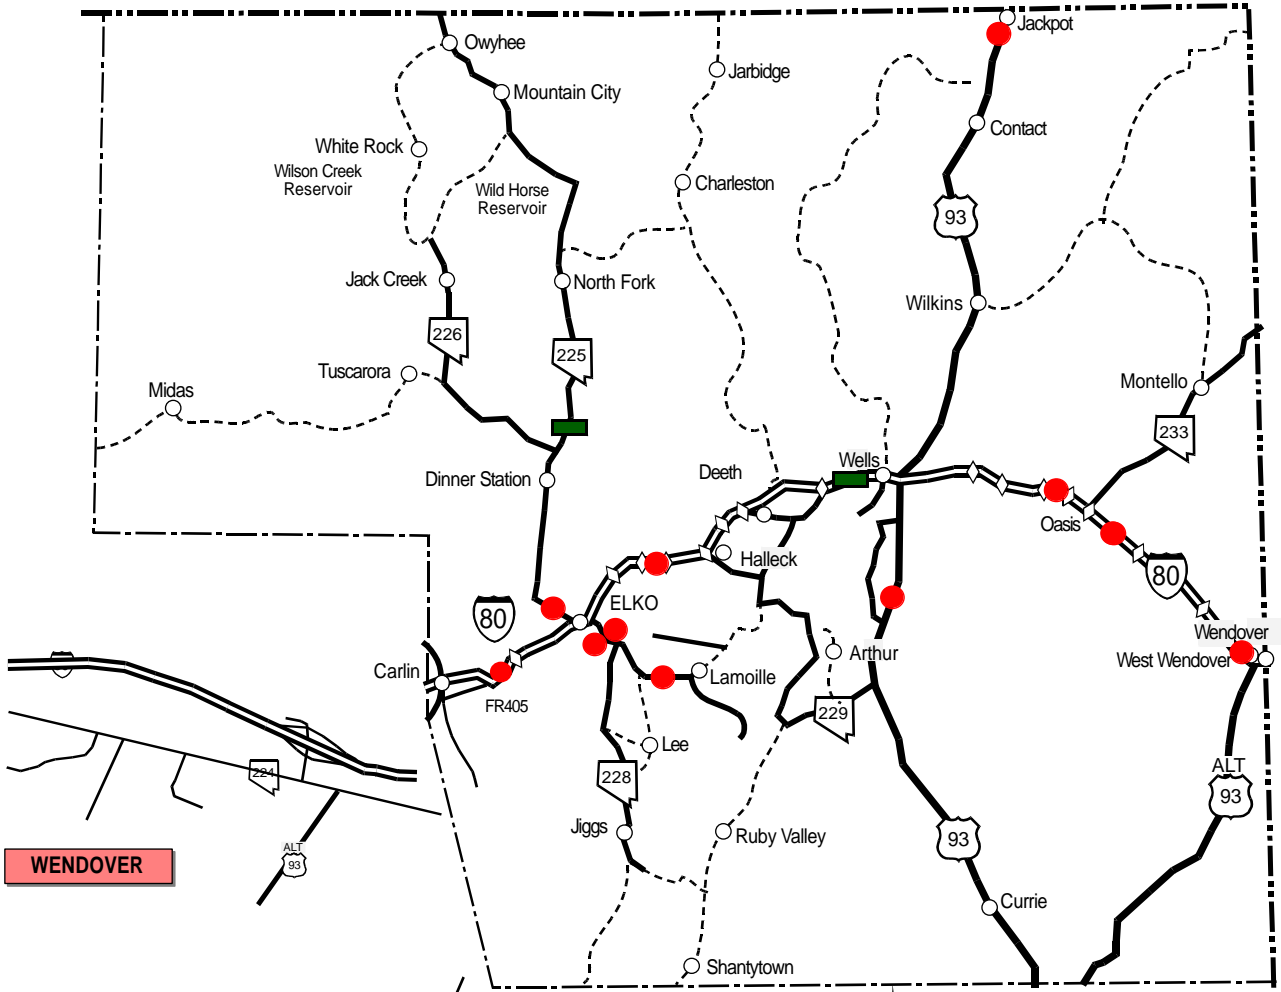 Jackpot
Owyhee
Jarbidge
Mountain City
Contact
White Rock
Wilson Creek
Reservoir
Wild Horse
Reservoir
Charleston
93
Jack Creek
North Fork
Wilkins
226
225
Tuscarora
Montello
Midas
233
Wells
Deeth
Dinner Station
Oasis
Halleck
80
ELKO
80
Wendover
West Wendover
Arthur
Carlin
Lamoille
FR405
229
Lee
224
228
ALT
93
Jiggs
Ruby Valley
93
ALT
93
WENDOVER
Currie
Shantytown